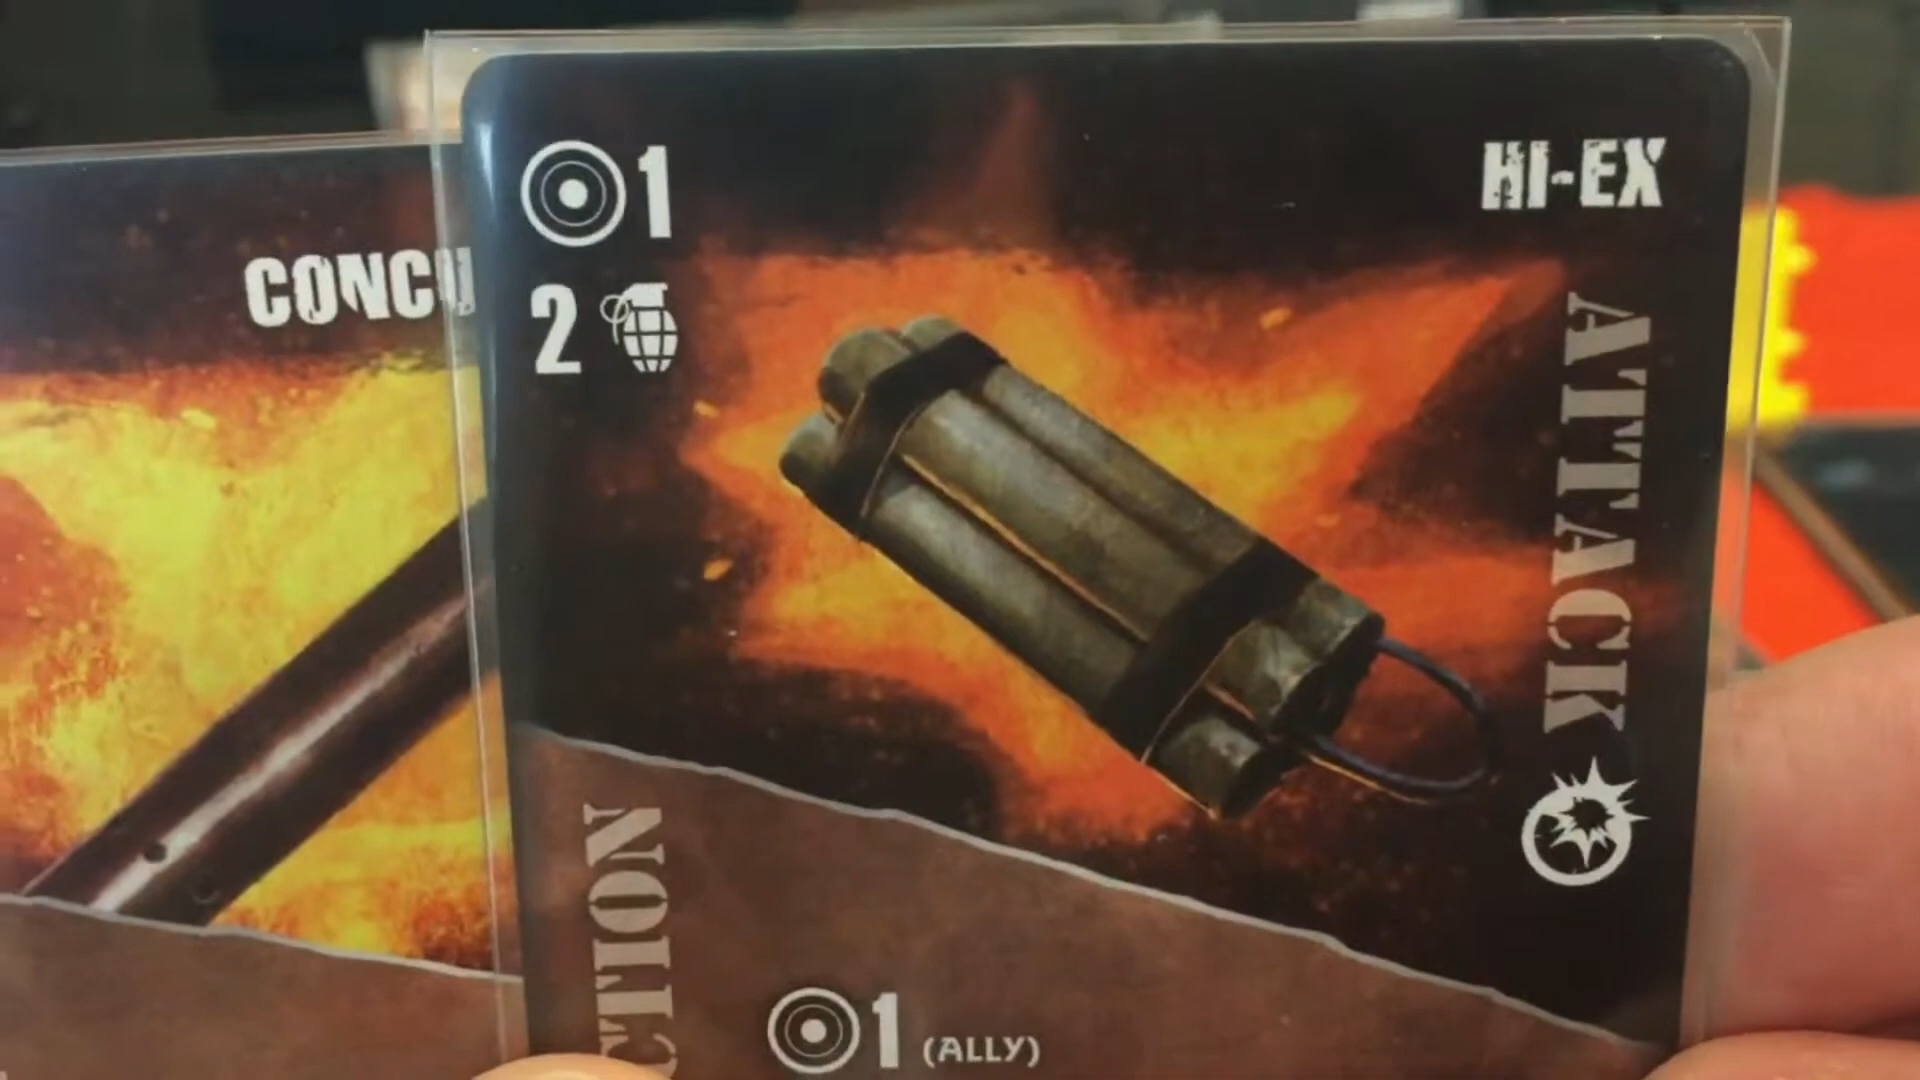 1
HI-EX
2
ATTACK
CONCU
CTION
1 (ALLY)